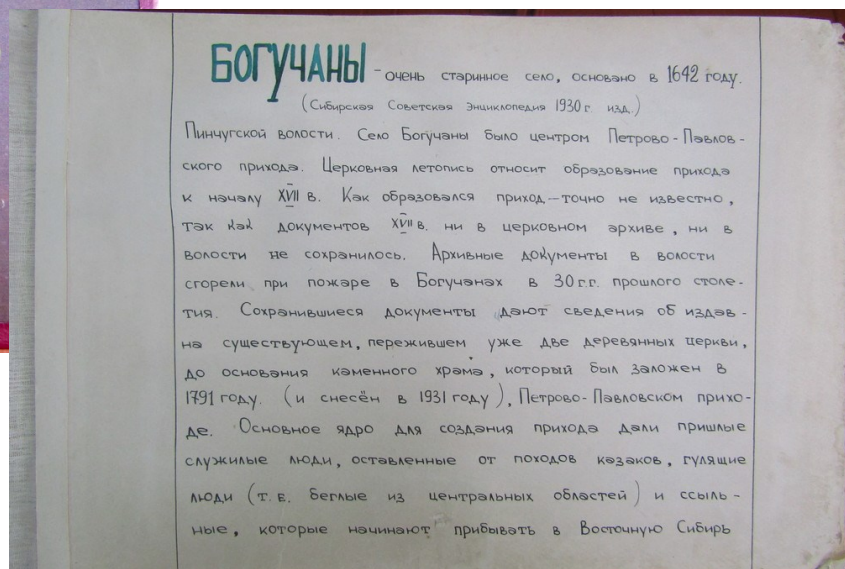 БОГУЧАНЫ - очень старинное село, основано в 1642 году.
(Сибирская Советская Энциклопедия 1930 г. изд.)
Пинчугской волости. Село Богучаны было центром Петрово-Павлов-
ского прихода. Церковная летопись относит образование прихода
к началу XVII в. Как образовался приход — точно не известно,
так как документов XVII в. ни в церковном архиве, ни в
волости не сохранилось. Архивные документы в волости
сгорели при пожаре в Богучанах в 30 г.г. прошлого столе-
тия. Сохранившиеся документы дают сведения об издав-
на существующем, пережившем уже две деревянных церкви,
до основания каменного храма, который был заложен в
1791 году. (и снесён в 1931 году), Петрово-Павловском прихо-
де. Основное ядро для создания прихода дали пришлые
служилые люди, оставленные от походов казаков, гулящие
люди (т. е. беглые из центральных областей) и ссыль-
ные, которые начинают прибывать в Восточную Сибирь